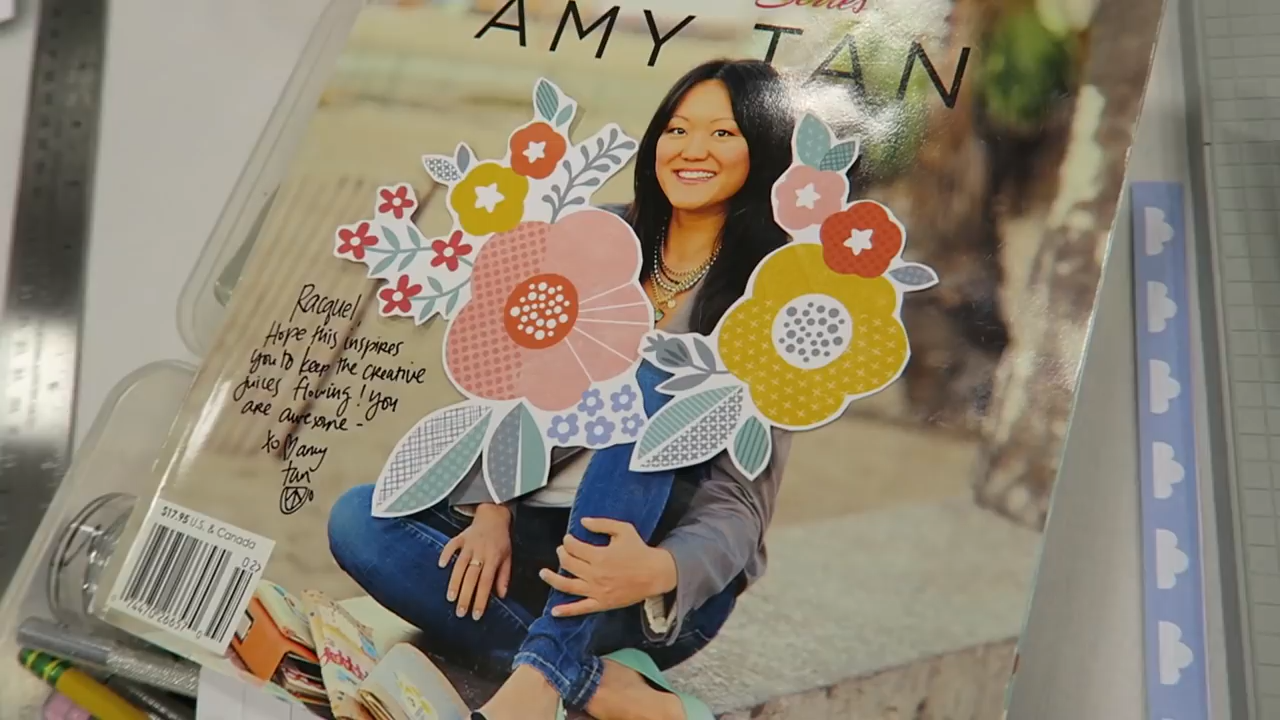 Series
AMY TAN
Racquel
Hope this inspires
you to keep the creative
juices flowing! You
are awesome -
xo amy
tan
$17.95 U.S. & Canada
02>